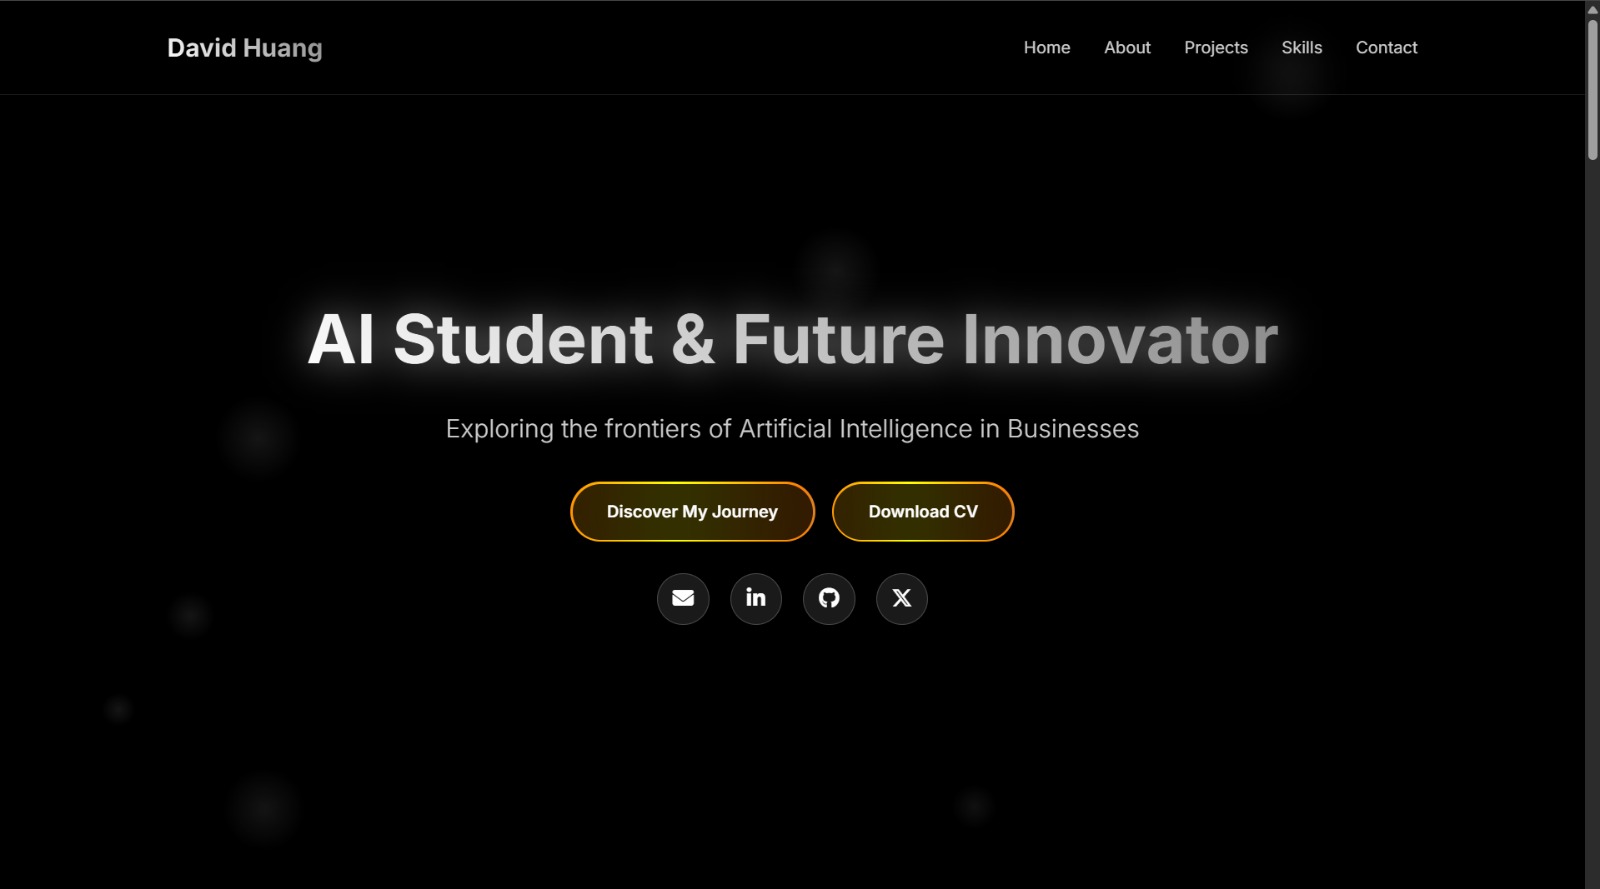 David Huang
Home About Projects Skills Contact
AI Student & Future Innovator
Exploring the frontiers of Artificial Intelligence in Businesses
Discover My Journey Download CV